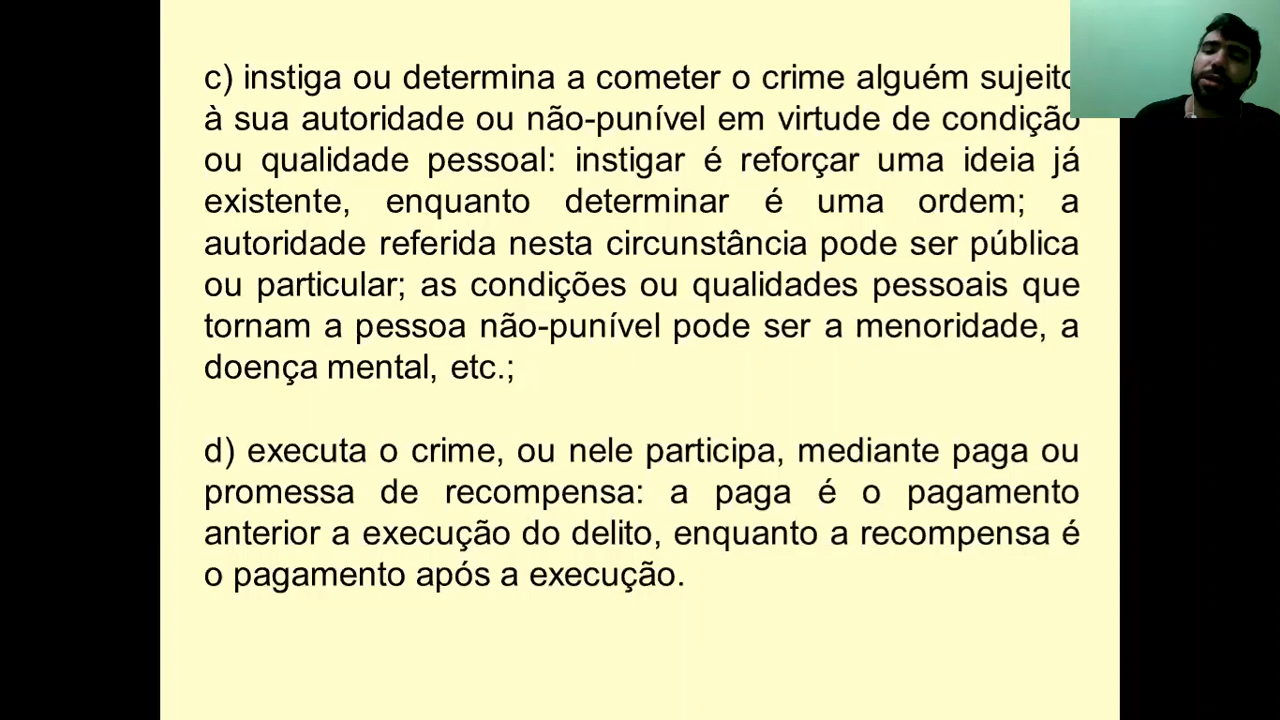 c) instiga ou determina a cometer o crime alguém sujeito
à sua autoridade ou não-punível em virtude de condição
ou qualidade pessoal: instigar é reforçar uma ideia já
existente, enquanto determinar é uma ordem; a
autoridade referida nesta circunstância pode ser pública
ou particular; as condições ou qualidades pessoais que
tornam a pessoa não-punível pode ser a menoridade, a
doença mental, etc.;
d) executa o crime, ou nele participa, mediante paga ou
promessa de recompensa: a paga é o pagamento
anterior a execução do delito, enquanto a recompensa é
o pagamento após a execução.